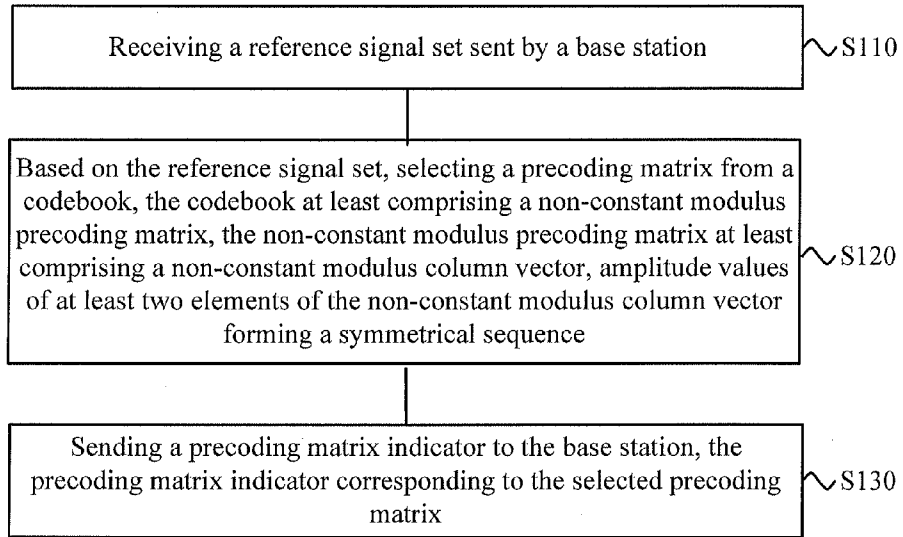 Receiving a reference signal set sent by a base station
S110
Based on the reference signal set, selecting a precoding matrix from a
codebook, the codebook at least comprising a non-constant modulus
precoding matrix, the non-constant modulus precoding matrix at least
comprising a non-constant modulus column vector, amplitude values
of at least two elements of the non-constant modulus column vector
forming a symmetrical sequence
S120
Sending a precoding matrix indicator to the base station, the
precoding matrix indicator corresponding to the selected precoding
matrix
S130